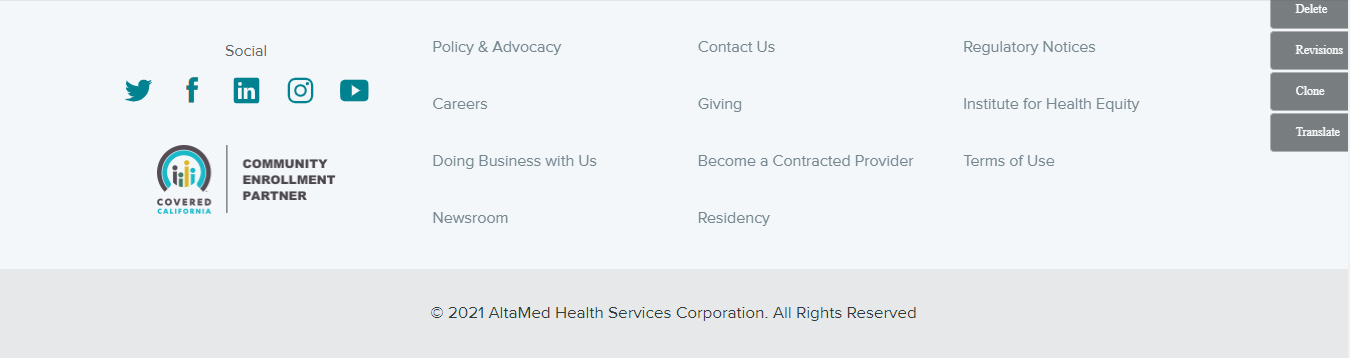 Social
COVERED
CALIFORNIA
COMMUNITY
ENROLLMENT
PARTNER
Policy & Advocacy
Careers
Doing Business with Us
Newsroom
Contact Us
Giving
Become a Contracted Provider
Residency
Regulatory Notices
Institute for Health Equity
Terms of Use
Delete
Revisions
Clone
Translate
© 2021 AltaMed Health Services Corporation. All Rights Reserved